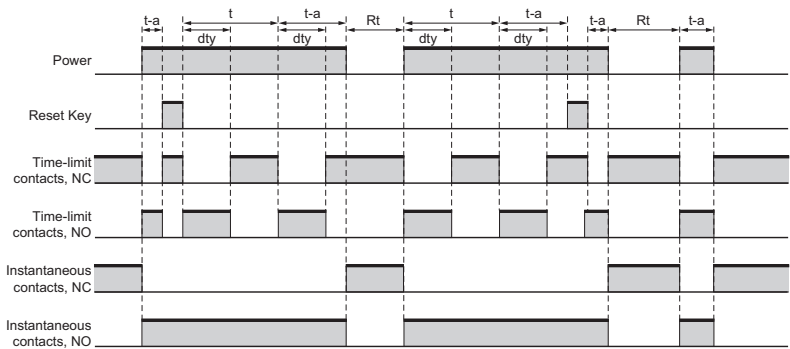 t-a t t-a Rt t t-a t-a Rt t-a
dty dty dty dty
Power
Reset Key
Time-limit
contacts, NC
Time-limit
contacts, NO
Instantaneous
contacts, NC
Instantaneous
contacts, NO